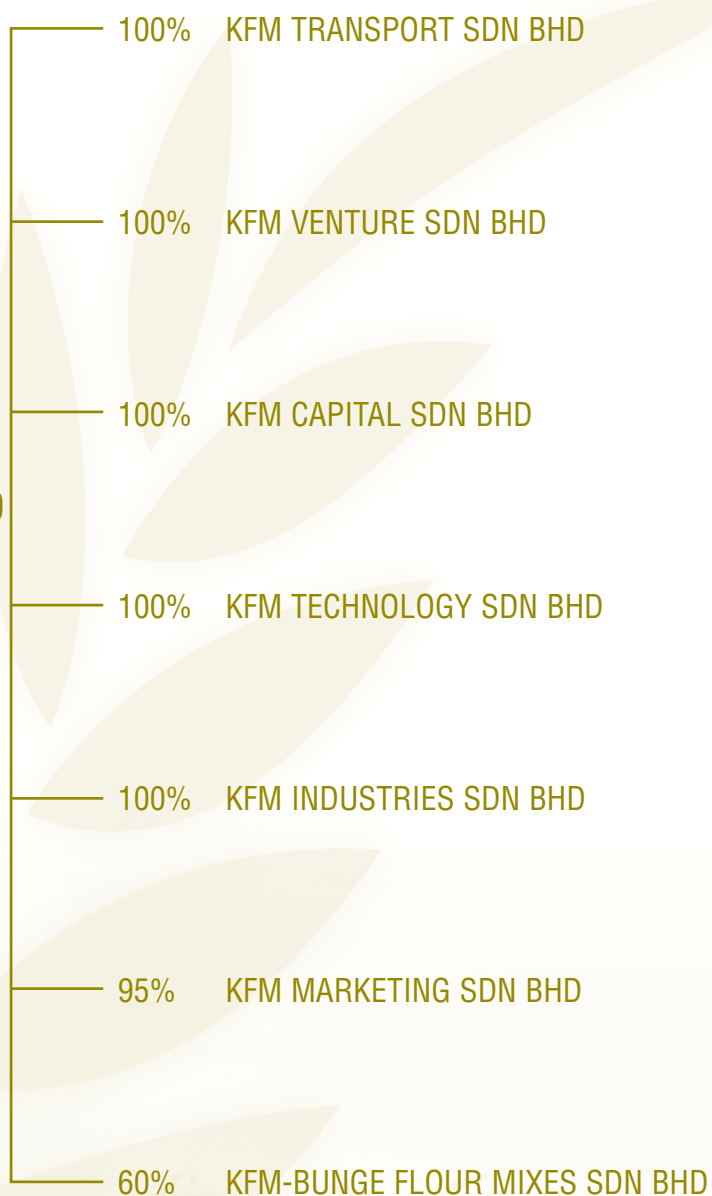 100% KFM TRANSPORT SDN BHD
100% KFM VENTURE SDN BHD
100% KFM CAPITAL SDN BHD
100% KFM TECHNOLOGY SDN BHD
100% KFM INDUSTRIES SDN BHD
95% KFM MARKETING SDN BHD
60% KFM-BUNGE FLOUR MIXES SDN BHD